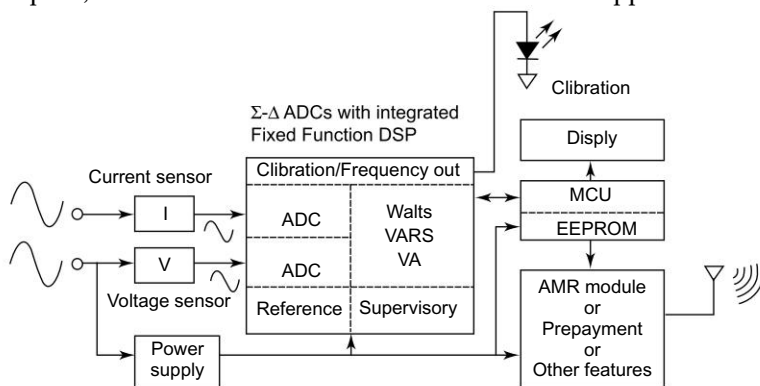 Σ-Δ ADCs with integrated
Fixed Function DSP
Clibration
Current sensor
I
Voltage sensor
V
Power
supply
Clibration/Frequency out
ADC
ADC
Walts
VARS
VA
Reference
Supervisory
Disply
MCU
EEPROM
AMR module
or
Prepayment
or
Other features